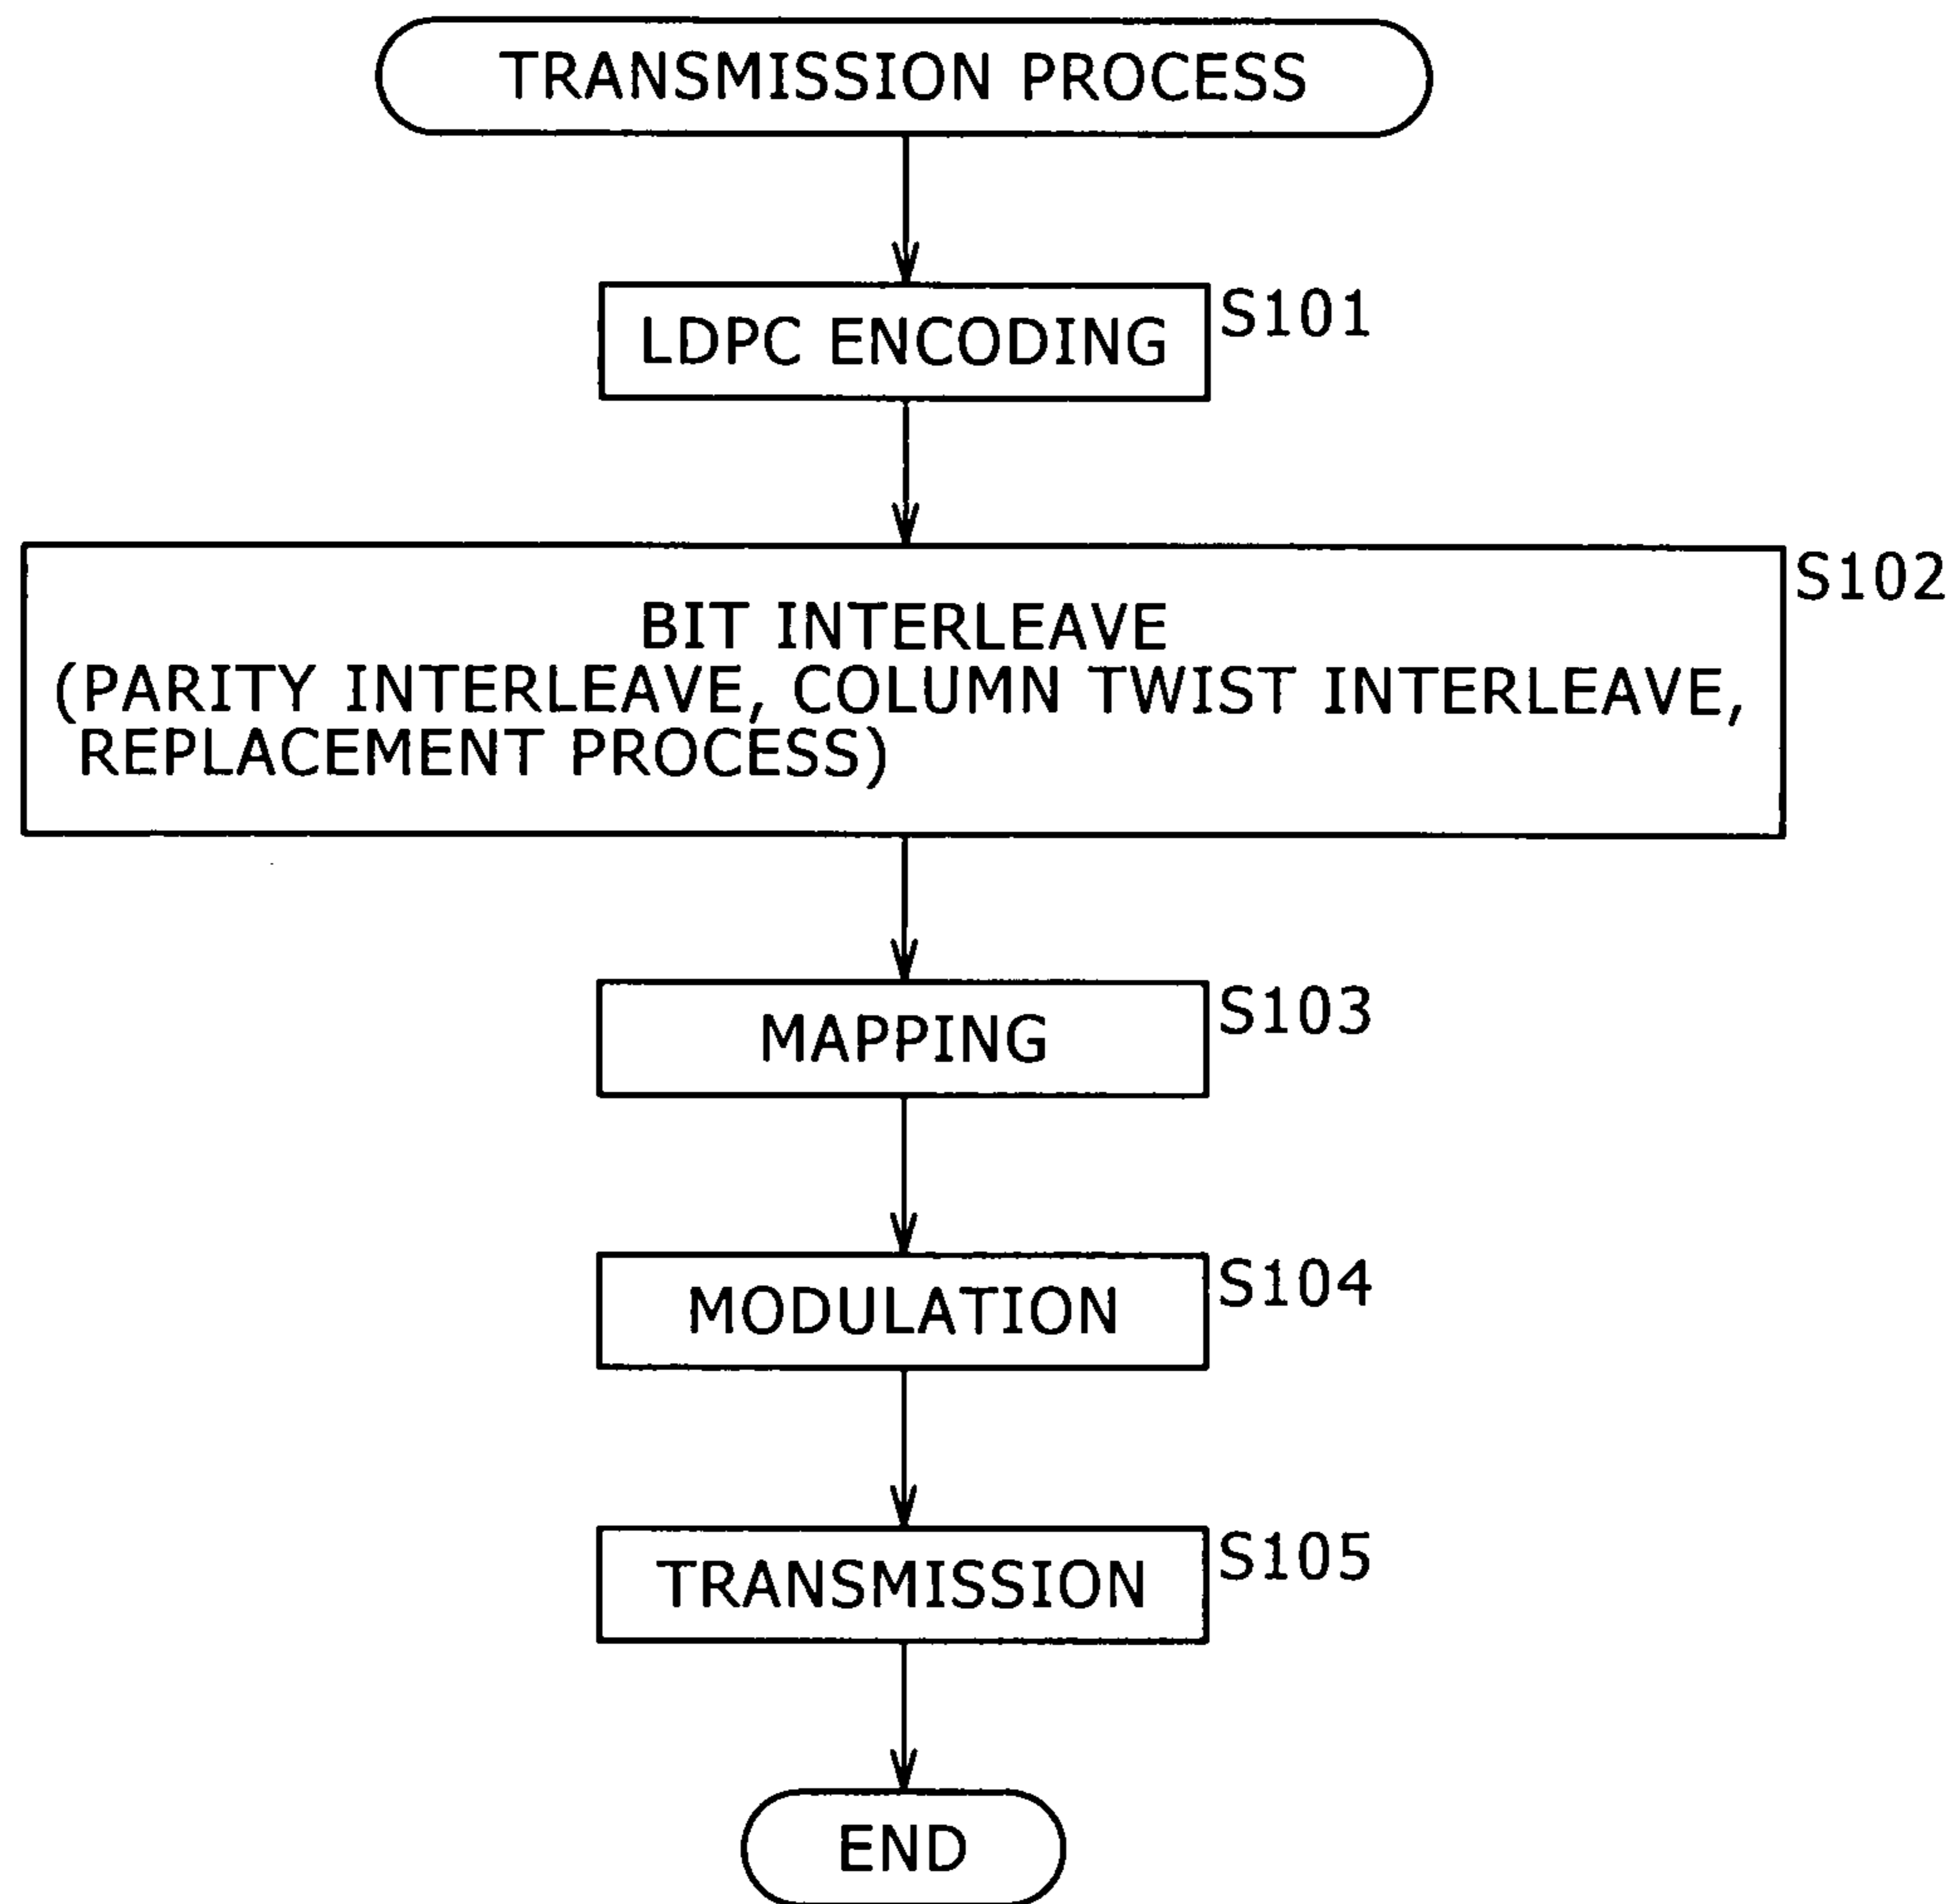 TRANSMISSION PROCESS
LDPC ENCODING
S101
BIT INTERLEAVE
(PARITY INTERLEAVE, COLUMN TWIST INTERLEAVE,
REPLACEMENT PROCESS)
S102
MAPPING
S103
MODULATION
S104
TRANSMISSION
S105
END